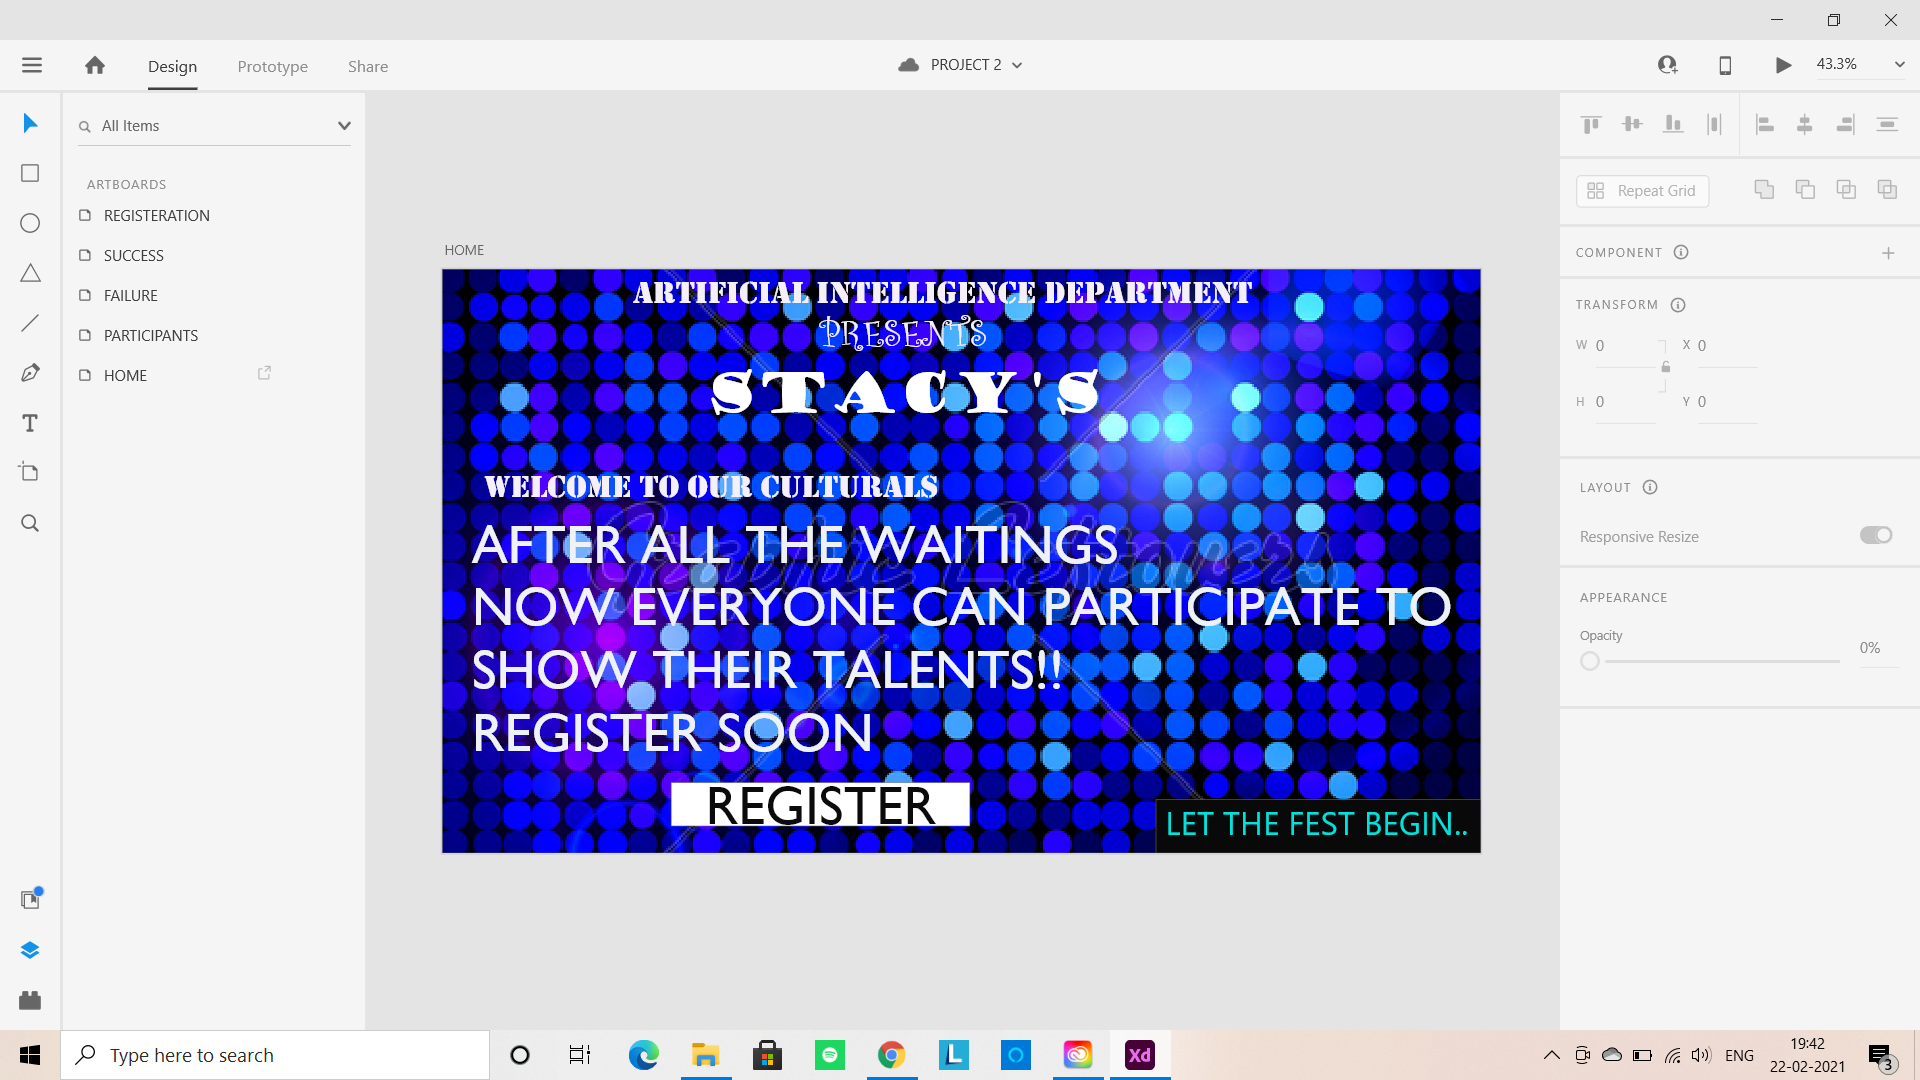 Design
Prototype
Share
PROJECT 2
43.3%
All Items
ARTBOARDS
REGISTERATION
SUCCESS
FAILURE
PARTICIPANTS
HOME
HOME
ARTIFICIAL INTELLIGENCE DEPARTMENT
PRESENTS
STACY'S
WELCOME TO OUR CULTURALS
AFTER ALL THE WAITINGS
NOW EVERYONE CAN PARTICIPATE TO
SHOW THEIR TALENTS!!
REGISTER SOON
REGISTER
LET THE FEST BEGIN..
Graphic Leftovers
Repeat Grid
COMPONENT
TRANSFORM
W 0 X 0
H 0 Y 0
LAYOUT
Responsive Resize
APPEARANCE
Opacity
0%
Type here to search
L
Xd
ENG
19:42
22-02-2021
3